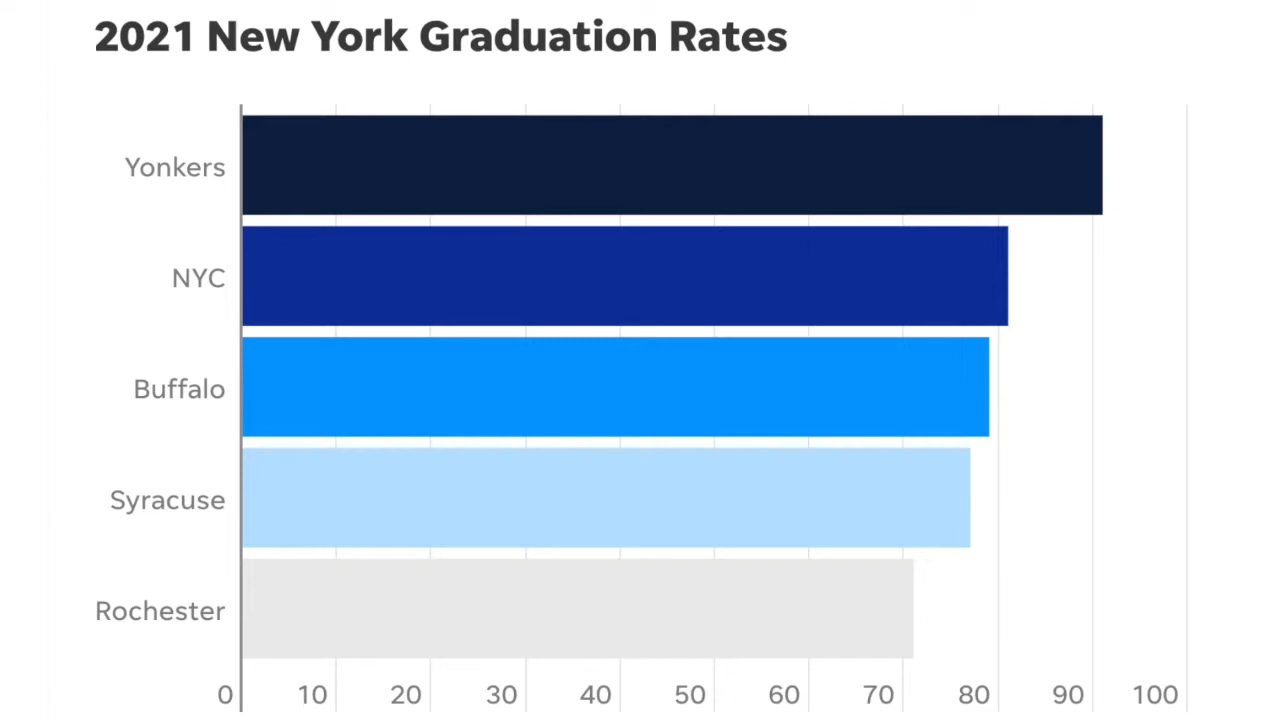 2021 New York Graduation Rates
Yonkers
NYC
Buffalo
Syracuse
Rochester
0 10 20 30 40 50 60 70 80 90 100